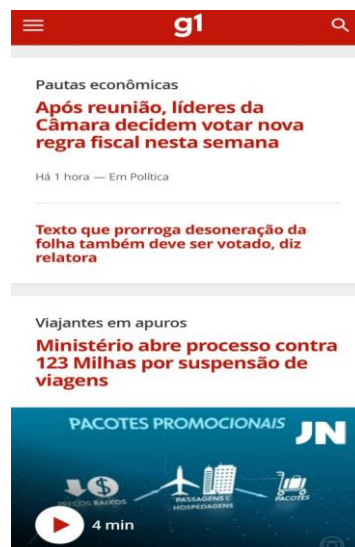 g1
Pautas econômicas
Após reunião, líderes da
Câmara decidem votar nova
regra fiscal nesta semana
Há 1 hora — Em Política
Texto que prorroga desoneração da
folha também deve ser votado, diz
relatora
Viajantes em apuros
Ministério abre processo contra
123 Milhas por suspensão de
viagens
PACOTES PROMOCIONAIS JN
PREÇOS BAIXOS
PASSAGENS E
HOSPEDAGENS
PACOTES
4 min